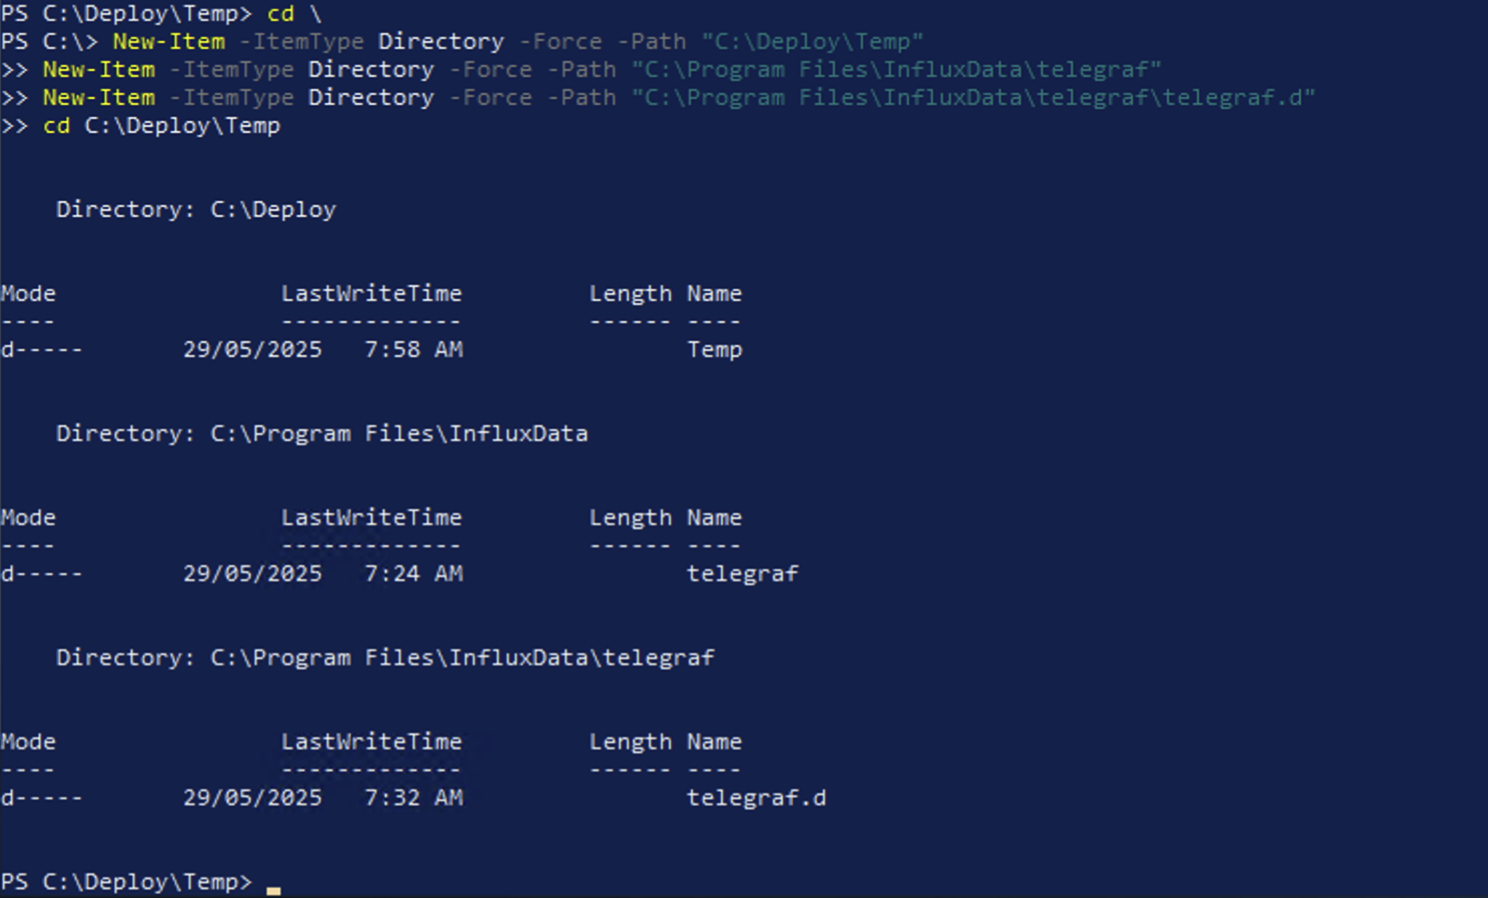 PS C:\Deploy\Temp> cd \
PS C:\> New-Item -ItemType Directory -Force -Path "C:\Deploy\Temp"
>> New-Item -ItemType Directory -Force -Path "C:\Program Files\InfluxData\telegraf"
>> New-Item -ItemType Directory -Force -Path "C:\Program Files\InfluxData\telegraf\telegraf.d"
>> cd C:\Deploy\Temp
Directory: C:\Deploy
Mode LastWriteTime Length Name
---- ------------- ------ ----
d----- 29/05/2025 7:58 AM Temp
Directory: C:\Program Files\InfluxData
Mode LastWriteTime Length Name
---- ------------- ------ ----
d----- 29/05/2025 7:24 AM telegraf
Directory: C:\Program Files\InfluxData\telegraf
Mode LastWriteTime Length Name
---- ------------- ------ ----
d----- 29/05/2025 7:32 AM telegraf.d
PS C:\Deploy\Temp>